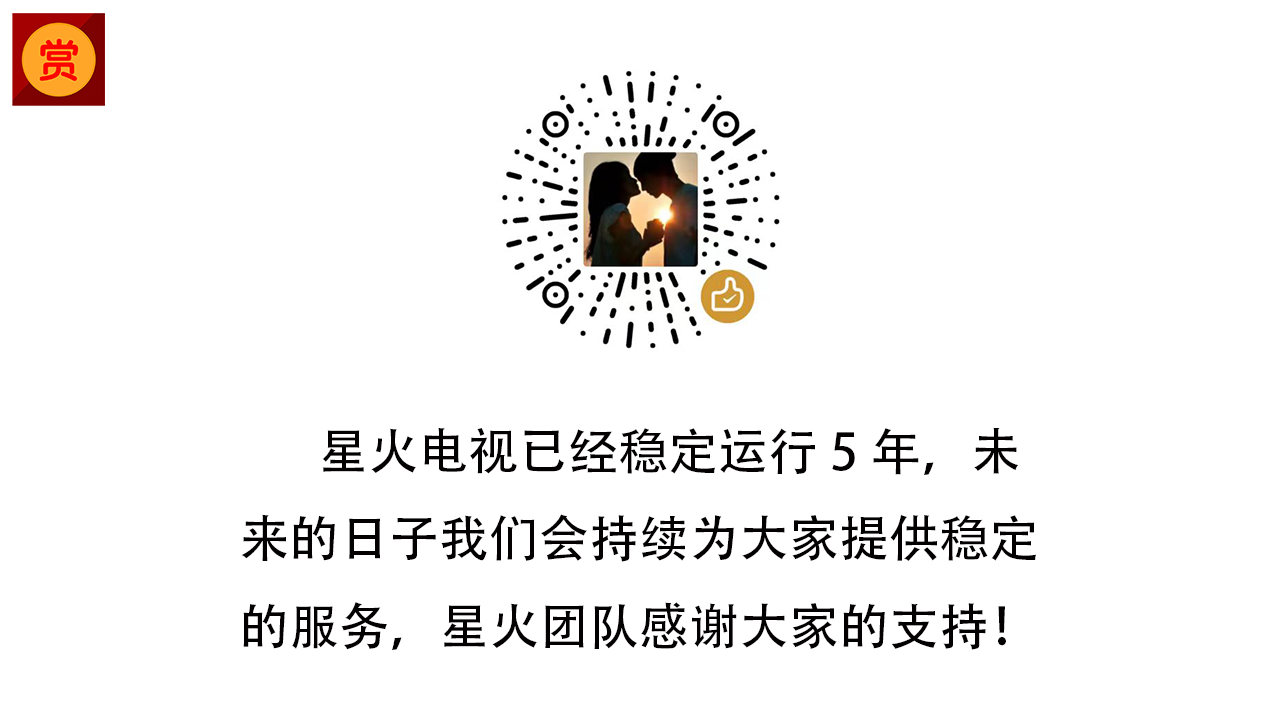 赏
星火电视已经稳定运行 5 年，未
来的日子我们会持续为大家提供稳定
的服务，星火团队感谢大家的支持！